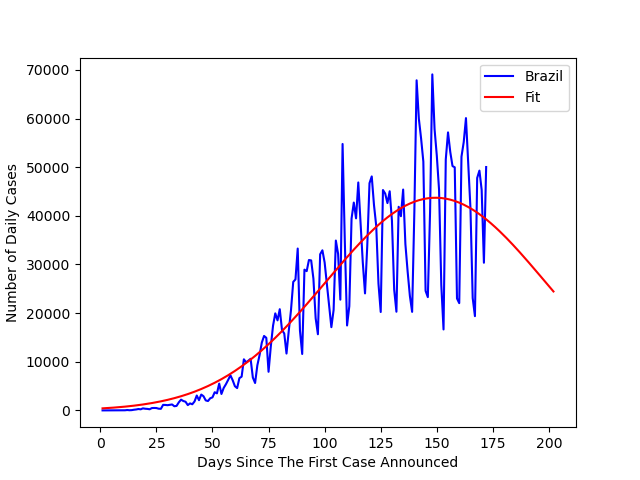 70000
60000
50000
40000
30000
20000
10000
0
Number of Daily Cases
Brazil
Fit
0 25 50 75 100 125 150 175 200
Days Since The First Case Announced